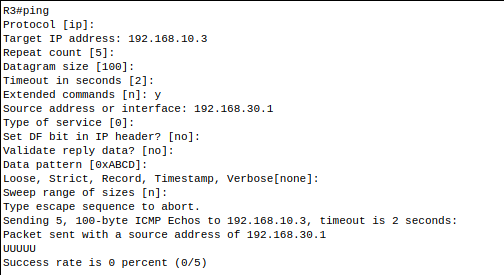 R3#ping
Protocol [ip]:
Target IP address: 192.168.10.3
Repeat count [5]:
Datagram size [100]:
Timeout in seconds [2]:
Extended commands [n]: y
Source address or interface: 192.168.30.1
Type of service [0]:
Set DF bit in IP header? [no]:
Validate reply data? [no]:
Data pattern [0xABCD]:
Loose, Strict, Record, Timestamp, Verbose[none]:
Sweep range of sizes [n]:
Type escape sequence to abort.
Sending 5, 100-byte ICMP Echos to 192.168.10.3, timeout is 2 seconds:
Packet sent with a source address of 192.168.30.1
UUUUU
Success rate is 0 percent (0/5)